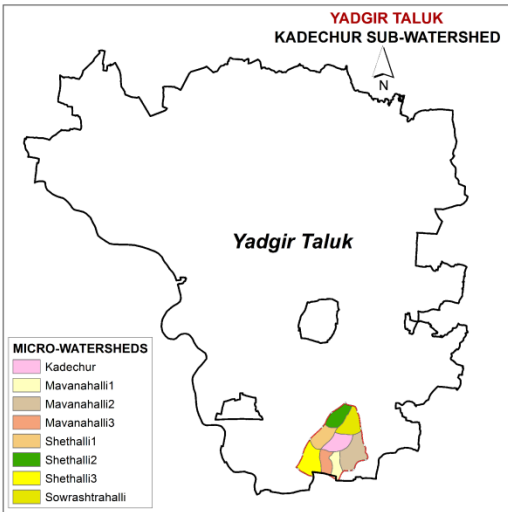 YADGIR TALUK
KADECHUR SUB-WATERSHED
N
Yadgir Taluk
MICRO-WATERSHEDS
Kadechur
Mavanahalli1
Mavanahalli2
Mavanahalli3
Shethalli1
Shethalli2
Shethalli3
Sowrashtrahalli